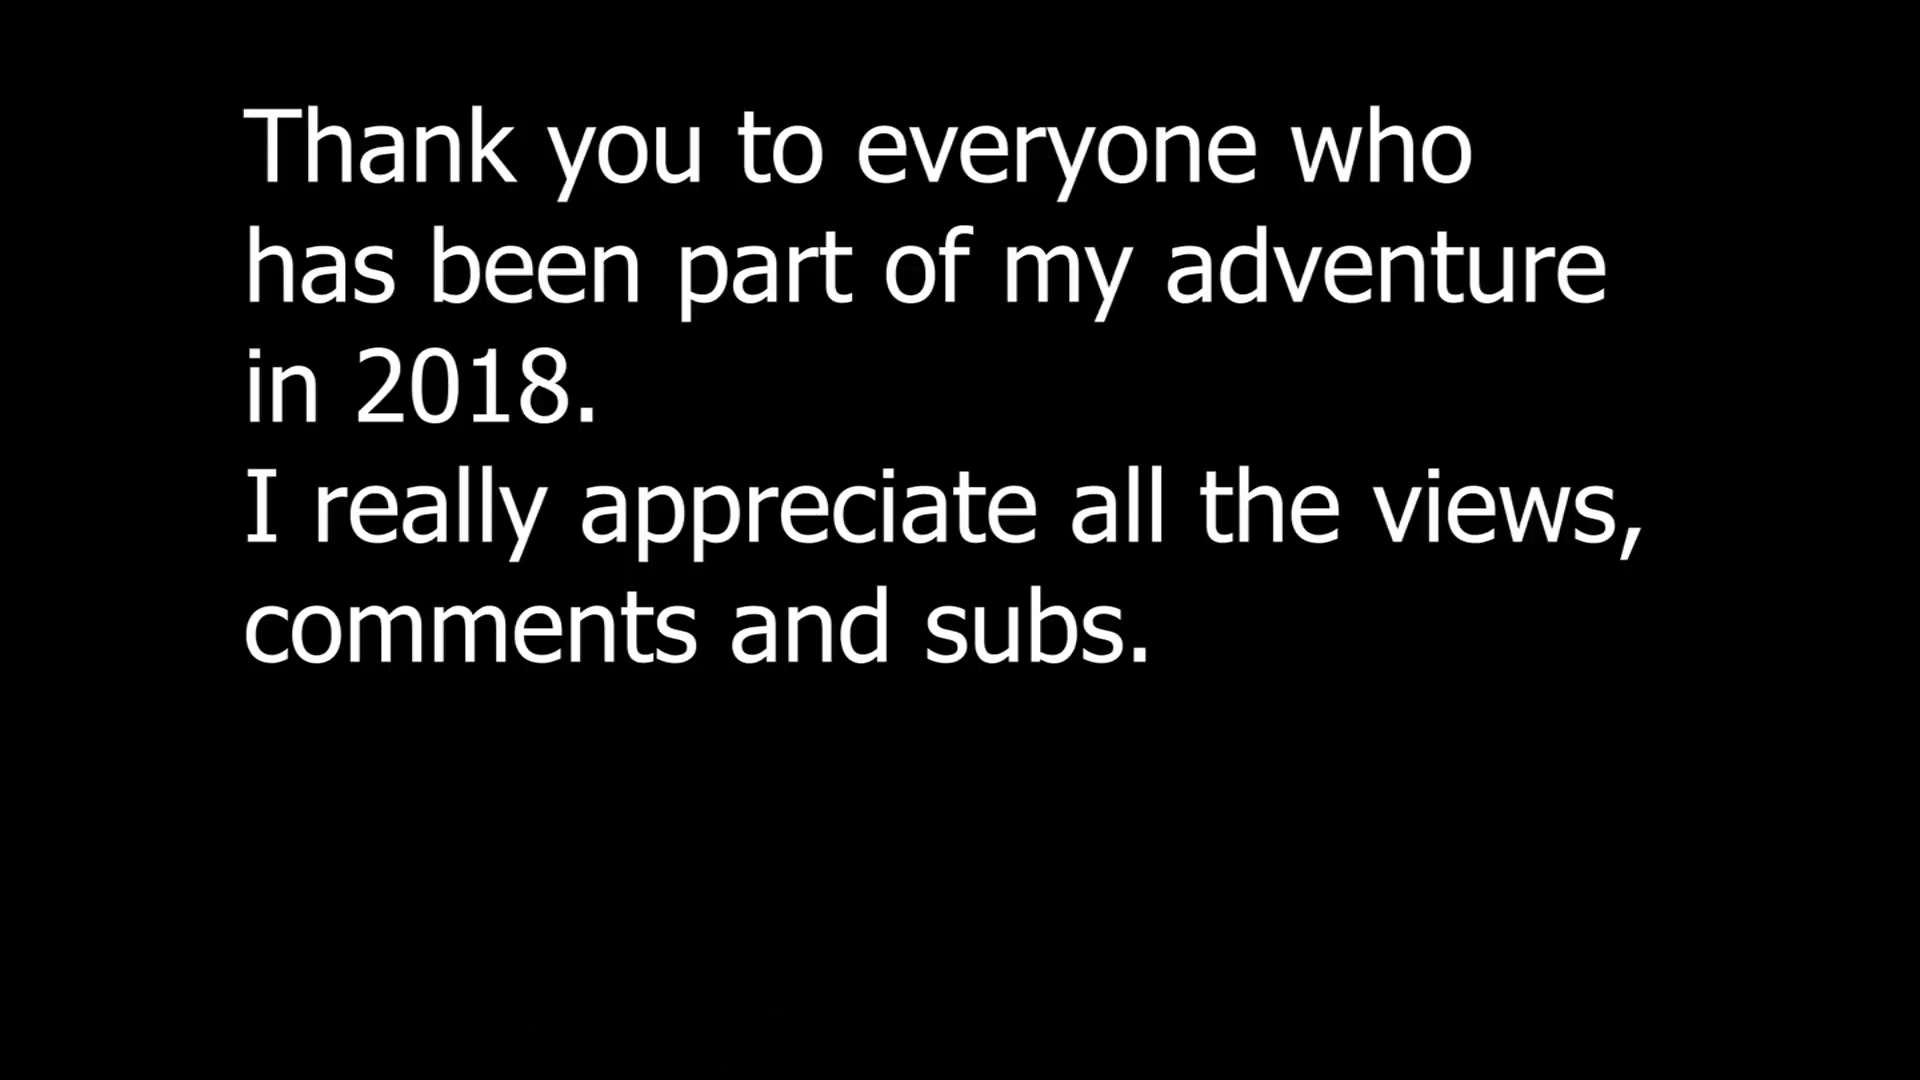 Thank you to everyone who
has been part of my adventure
in 2018.
I really appreciate all the views,
comments and subs.